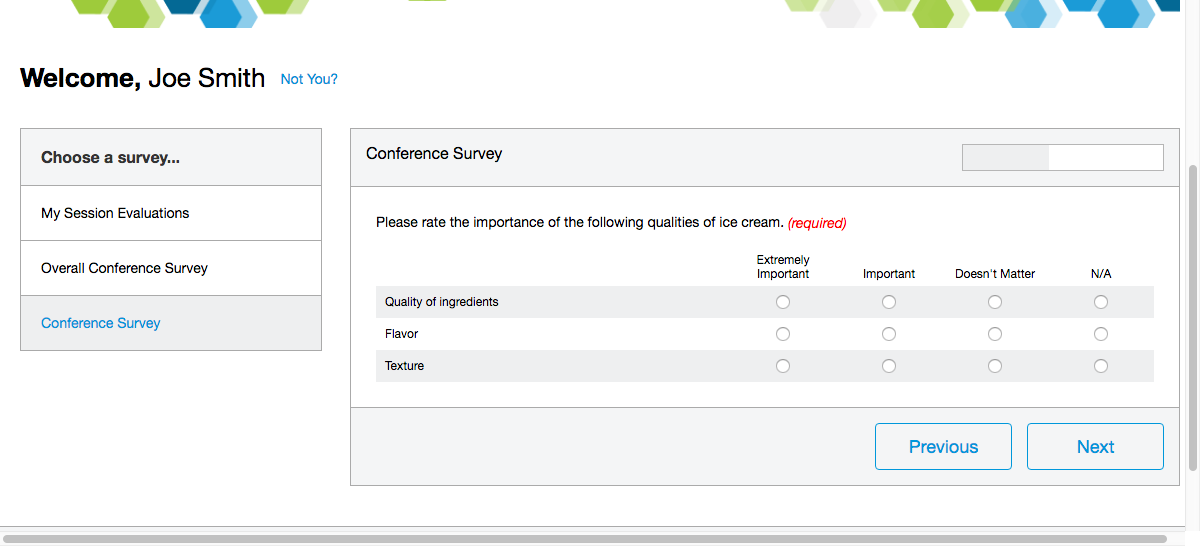 Welcome, Joe Smith Not You?
Choose a survey...
My Session Evaluations
Overall Conference Survey
Conference Survey
Conference Survey
Please rate the importance of the following qualities of ice cream. (required)
Extremely
Important Important Doesn't Matter N/A
Quality of ingredients
Flavor
Texture
Previous Next